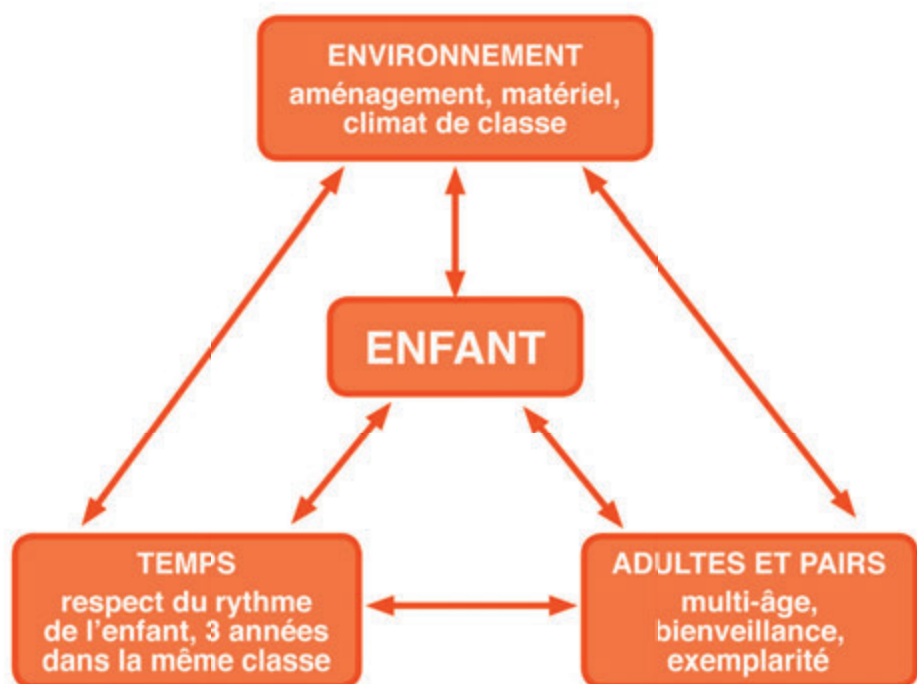 ENVIRONNEMENT
aménagement, matériel,
climat de classe
ENFANT
TEMPS
respect du rythme
de l'enfant, 3 années
dans la même classe
ADULTES ET PAIRS
multi-âge,
bienveillance,
exemplarité